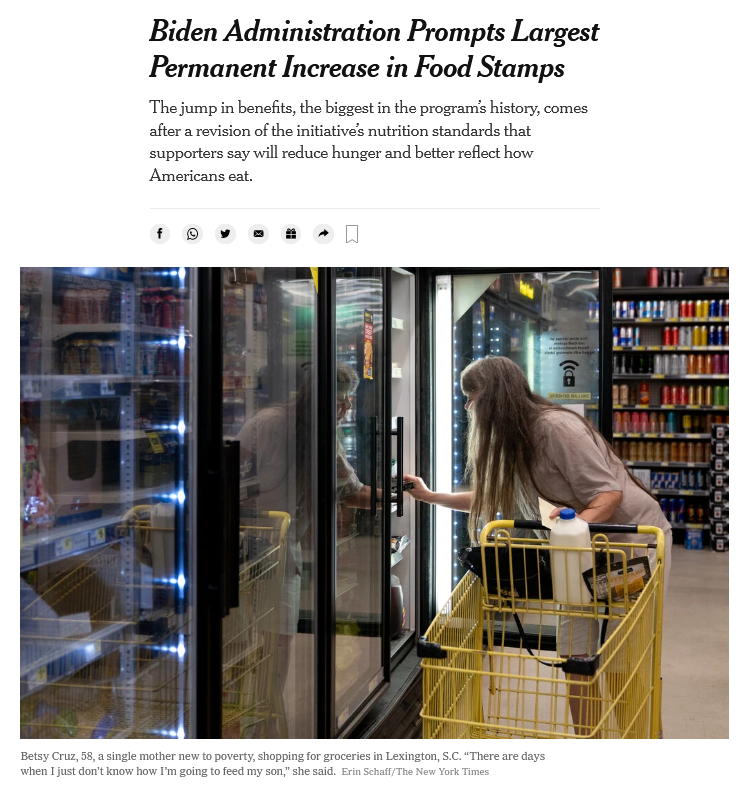 Biden Administration Prompts Largest
Permanent Increase in Food Stamps
The jump in benefits, the biggest in the program’s history, comes
after a revision of the initiative’s nutrition standards that
supporters say will reduce hunger and better reflect how
Americans eat.
Betsy Cruz, 58, a single mother new to poverty, shopping for groceries in Lexington, S.C. “There are days
when I just don’t know how I’m going to feed my son,” she said. Erin Schaff/The New York Times